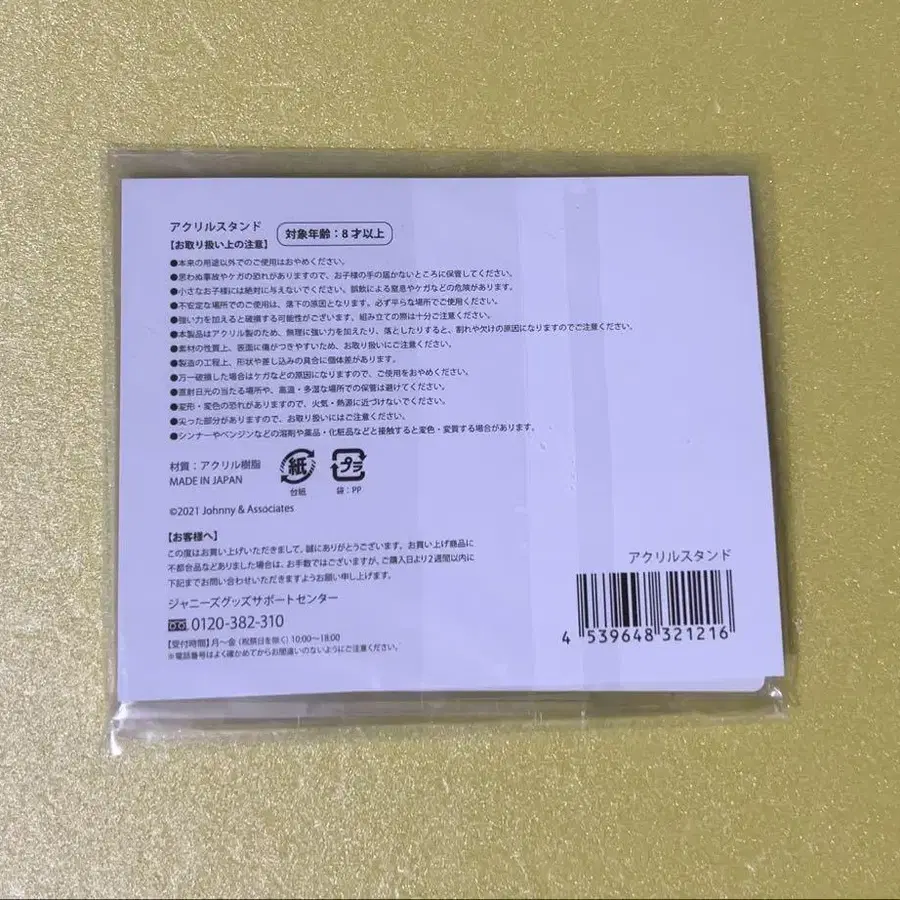 アクリルスタンド
対象年齢：8才以上
【お取り扱い上の注意】
●本来の用途以外でのご使用はおやめください。
●思わぬ事故やケガの恐れがありますので、お子様の手の届かないところに保管してください。
●小さなお子様には絶対に与えないでください。誤飲による窒息やケガなどの危険があります。
●不安定な場所でのご使用は、落下の原因となります。必ず平らな場所でご使用ください。
●強い力を加えると破損する可能性がございます。組み立ての際は十分ご注意ください。
●本製品はアクリル製のため、無理に強い力を加えたり、落としたりすると、割れや欠けの原因になりますのでご注意ください。
●素材の性質上、表面に傷がつきやすいため、お取り扱いにご注意ください。
●製造の工程上、形状や差し込みの具合に個体差があります。
●万一破損した場合はケガなどの原因になりますので、ご使用をおやめください。
●直射日光の当たる場所や、高温・多湿な場所での保管は避けてください。
●変形・変色の恐れがありますので、火気・熱源に近づけないでください。
●尖った部分がありますので、お取り扱いにはご注意ください。
●シンナーやベンジンなどの溶剤や薬品・化粧品などと接触すると変色・変質する場合があります。
材質：アクリル樹脂
MADE IN JAPAN
紙
台紙
プラ
袋：PP
©2021 Johnny & Associates
【お客様へ】
この度はお買い上げいただきまして、誠にありがとうございます。お買い上げ商品に
不都合品などありました場合は、お手数ではございますが、ご購入日より2週間以内に
下記までお問い合わせいただきますようお願い申し上げます。
ジャニーズグッズサポートセンター
0120-382-310
【受付時間】月〜金（祝祭日を除く）10:00〜18:00
※電話番号はよく確かめてからお間違いのないようにご注意ください。
アクリルスタンド
4 539648 321216